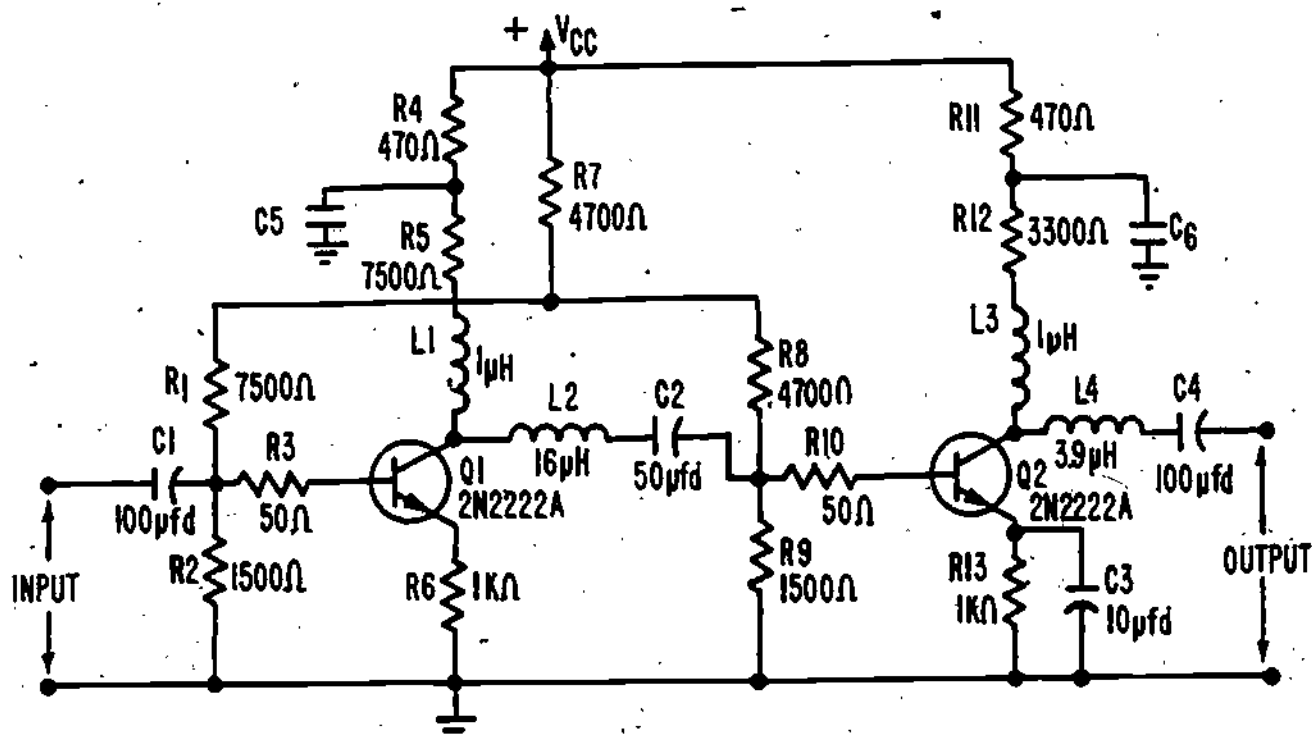 + VCC
R4
470Ω
R11
470Ω
R7
4700Ω
C5
R5
7500Ω
R12
3300Ω
C6
L1
1µH
L3
1µH
R1
7500Ω
R8
4700Ω
L2
16µH
C2
50µfd
L4
3.9µH
C4
100µfd
C1
100µfd
R3
50Ω
Q1
2N2222A
R10
50Ω
Q2
2N2222A
INPUT
R2
1500Ω
R6
1KΩ
R9
1500Ω
R13
1KΩ
C3
10µfd
OUTPUT